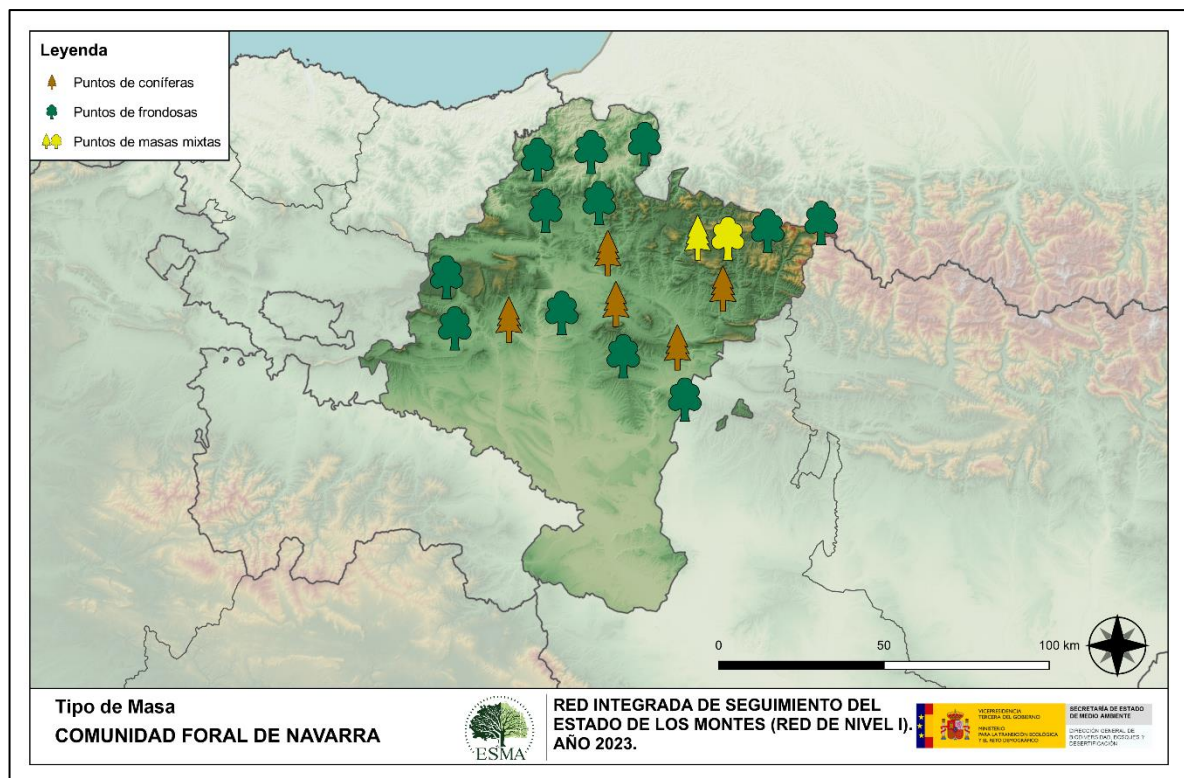 Leyenda
Puntos de coníferas
Puntos de frondosas
Puntos de masas mixtas
0 50 100 km
Tipo de Masa
COMUNIDAD FORAL DE NAVARRA
ESMA
RED INTEGRADA DE SEGUIMIENTO DEL
ESTADO DE LOS MONTES (RED DE NIVEL I).
AÑO 2023.
VICEPRESIDENCIA
TERCERA DEL GOBIERNO
MINISTERIO
PARA LA TRANSICIÓN ECOLÓGICA
Y EL RETO DEMOGRÁFICO
SECRETARÍA DE ESTADO
DE MEDIO AMBIENTE
DIRECCIÓN GENERAL DE
BIODIVERSIDAD, BOSQUES Y
DESERTIFICACIÓN